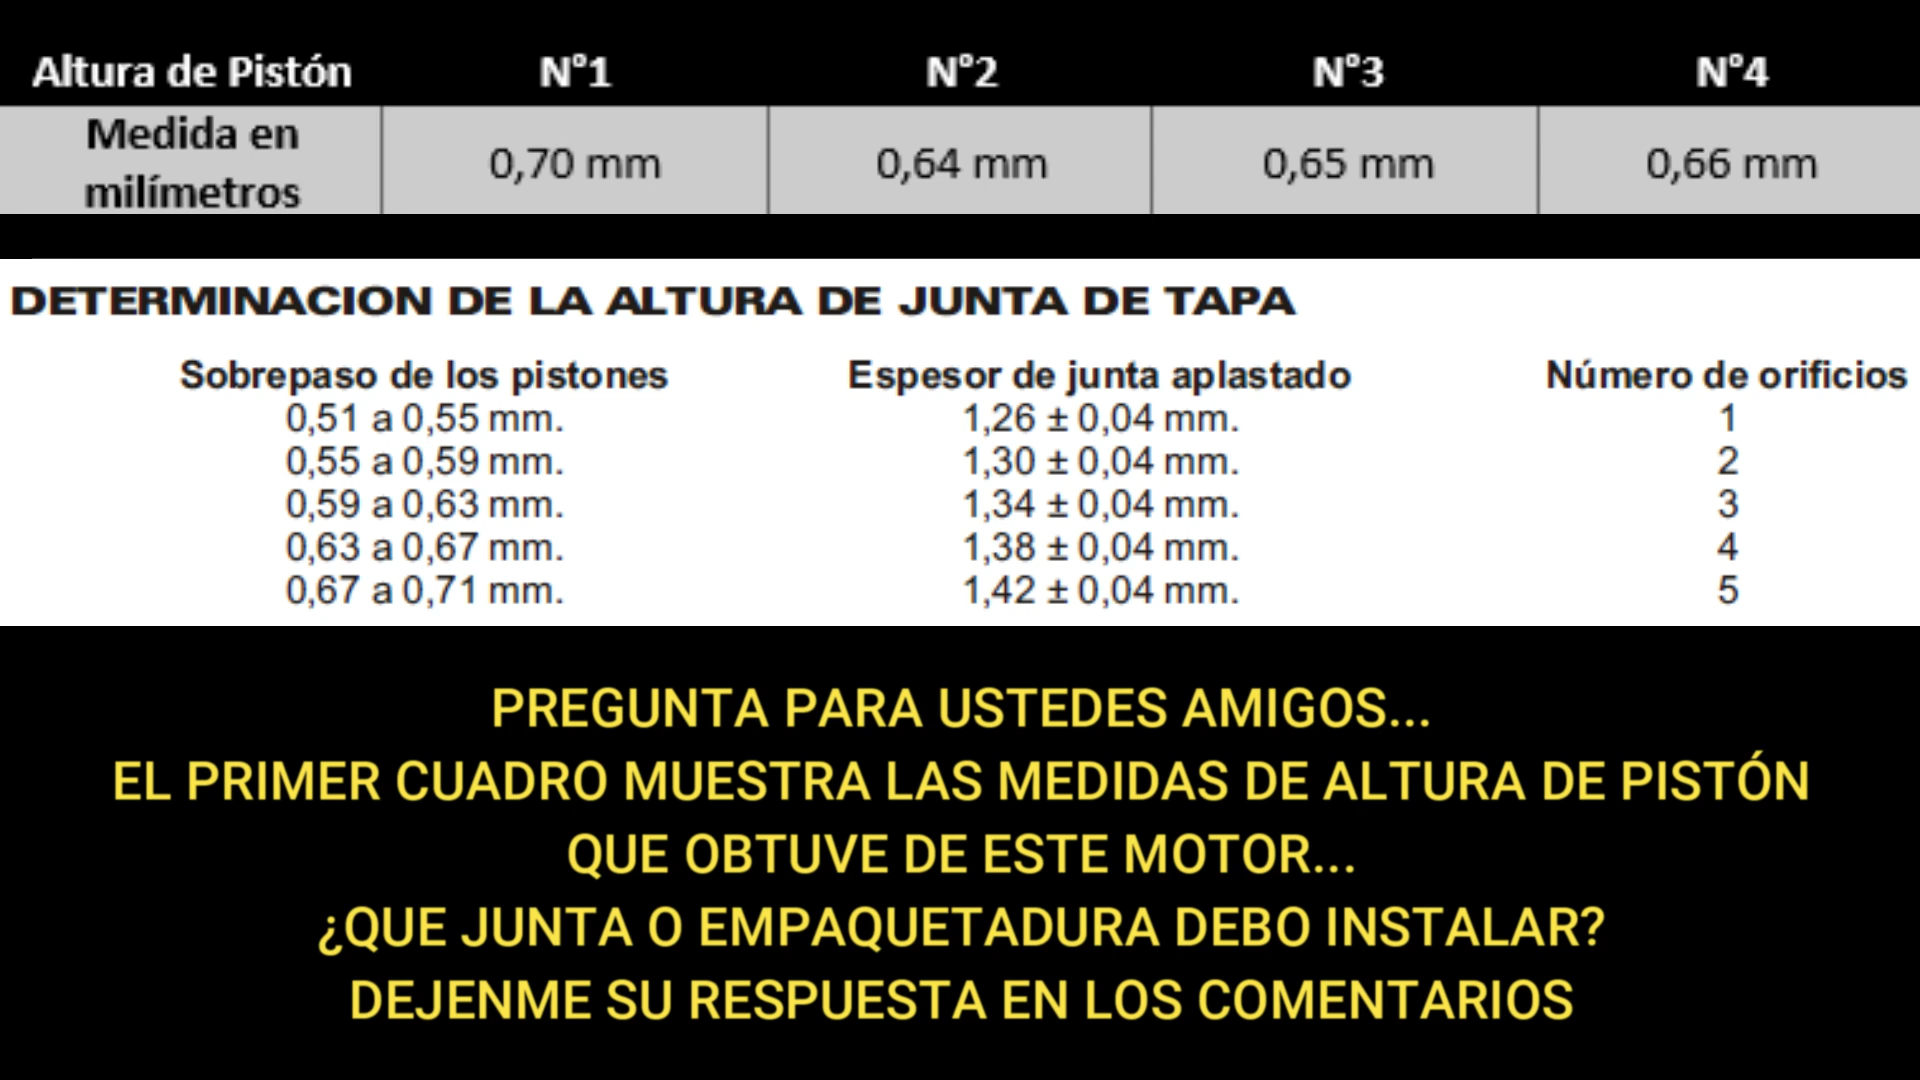 Altura de Pistón N°1 N°2 N°3 N°4
Medida en milímetros 0,70 mm 0,64 mm 0,65 mm 0,66 mm
DETERMINACION DE LA ALTURA DE JUNTA DE TAPA
Sobrepaso de los pistones Espesor de junta aplastado Número de orificios
0,51 a 0,55 mm. 1,26 ± 0,04 mm. 1
0,55 a 0,59 mm. 1,30 ± 0,04 mm. 2
0,59 a 0,63 mm. 1,34 ± 0,04 mm. 3
0,63 a 0,67 mm. 1,38 ± 0,04 mm. 4
0,67 a 0,71 mm. 1,42 ± 0,04 mm. 5
PREGUNTA PARA USTEDES AMIGOS...
EL PRIMER CUADRO MUESTRA LAS MEDIDAS DE ALTURA DE PISTÓN
QUE OBTUVE DE ESTE MOTOR...
¿QUE JUNTA O EMPAQUETADURA DEBO INSTALAR?
DEJENME SU RESPUESTA EN LOS COMENTARIOS